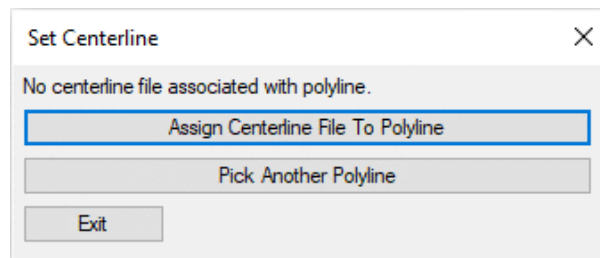 Set Centerline
No centerline file associated with polyline.
Assign Centerline File To Polyline
Pick Another Polyline
Exit